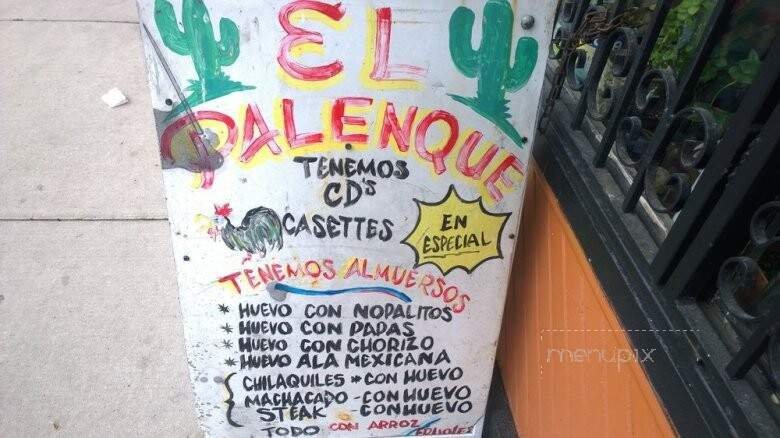 EL
PALENQUE
TENEMOS
CD'S
CASETTES
EN
ESPECIAL
TENEMOS ALMUERSOS
* HUEVO CON NOPALITOS
* HUEVO CON PAPAS
* HUEVO CON CHORIZO
* HUEVO ALA MEXICANA
CHILAQUILES * CON HUEVO
MACHACADO - CON HUEVO
STEAK - CON HUEVO
TODO CON ARROZ FRIJOLES
menupix